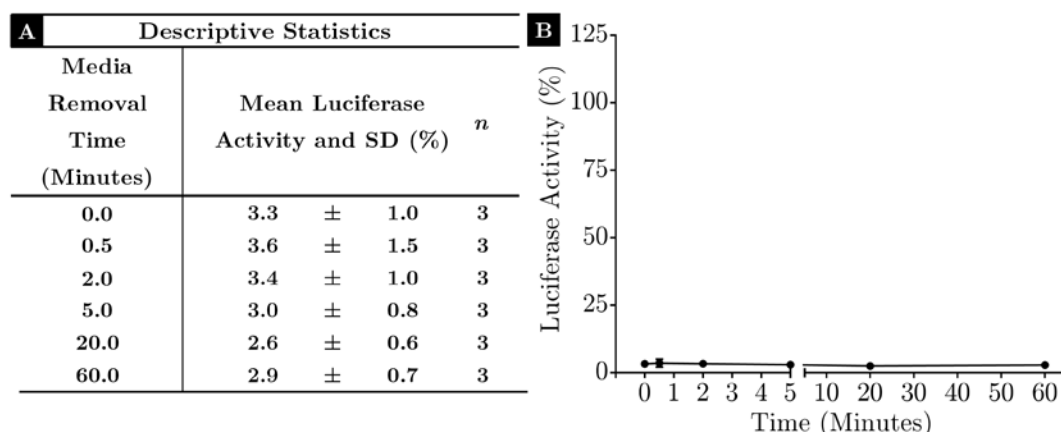 A Descriptive Statistics
Media
Removal
Time
(Minutes)
Mean Luciferase
Activity and SD (%)
n
0.0 3.3 ± 1.0 3
0.5 3.6 ± 1.5 3
2.0 3.4 ± 1.0 3
5.0 3.0 ± 0.8 3
20.0 2.6 ± 0.6 3
60.0 2.9 ± 0.7 3
B
Luciferase Activity (%)
125
100
75
50
25
0
0 1 2 3 4 5 10 20 30 40 50 60
Time (Minutes)